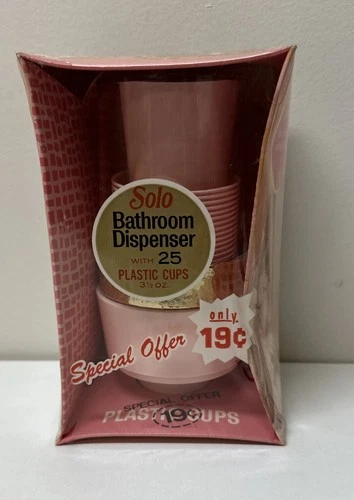 Solo
Bathroom
Dispenser
WITH 25
PLASTIC CUPS
3½ OZ.
only
19¢
Special Offer
SPECIAL OFFER
19¢
PLASTIC CUPS